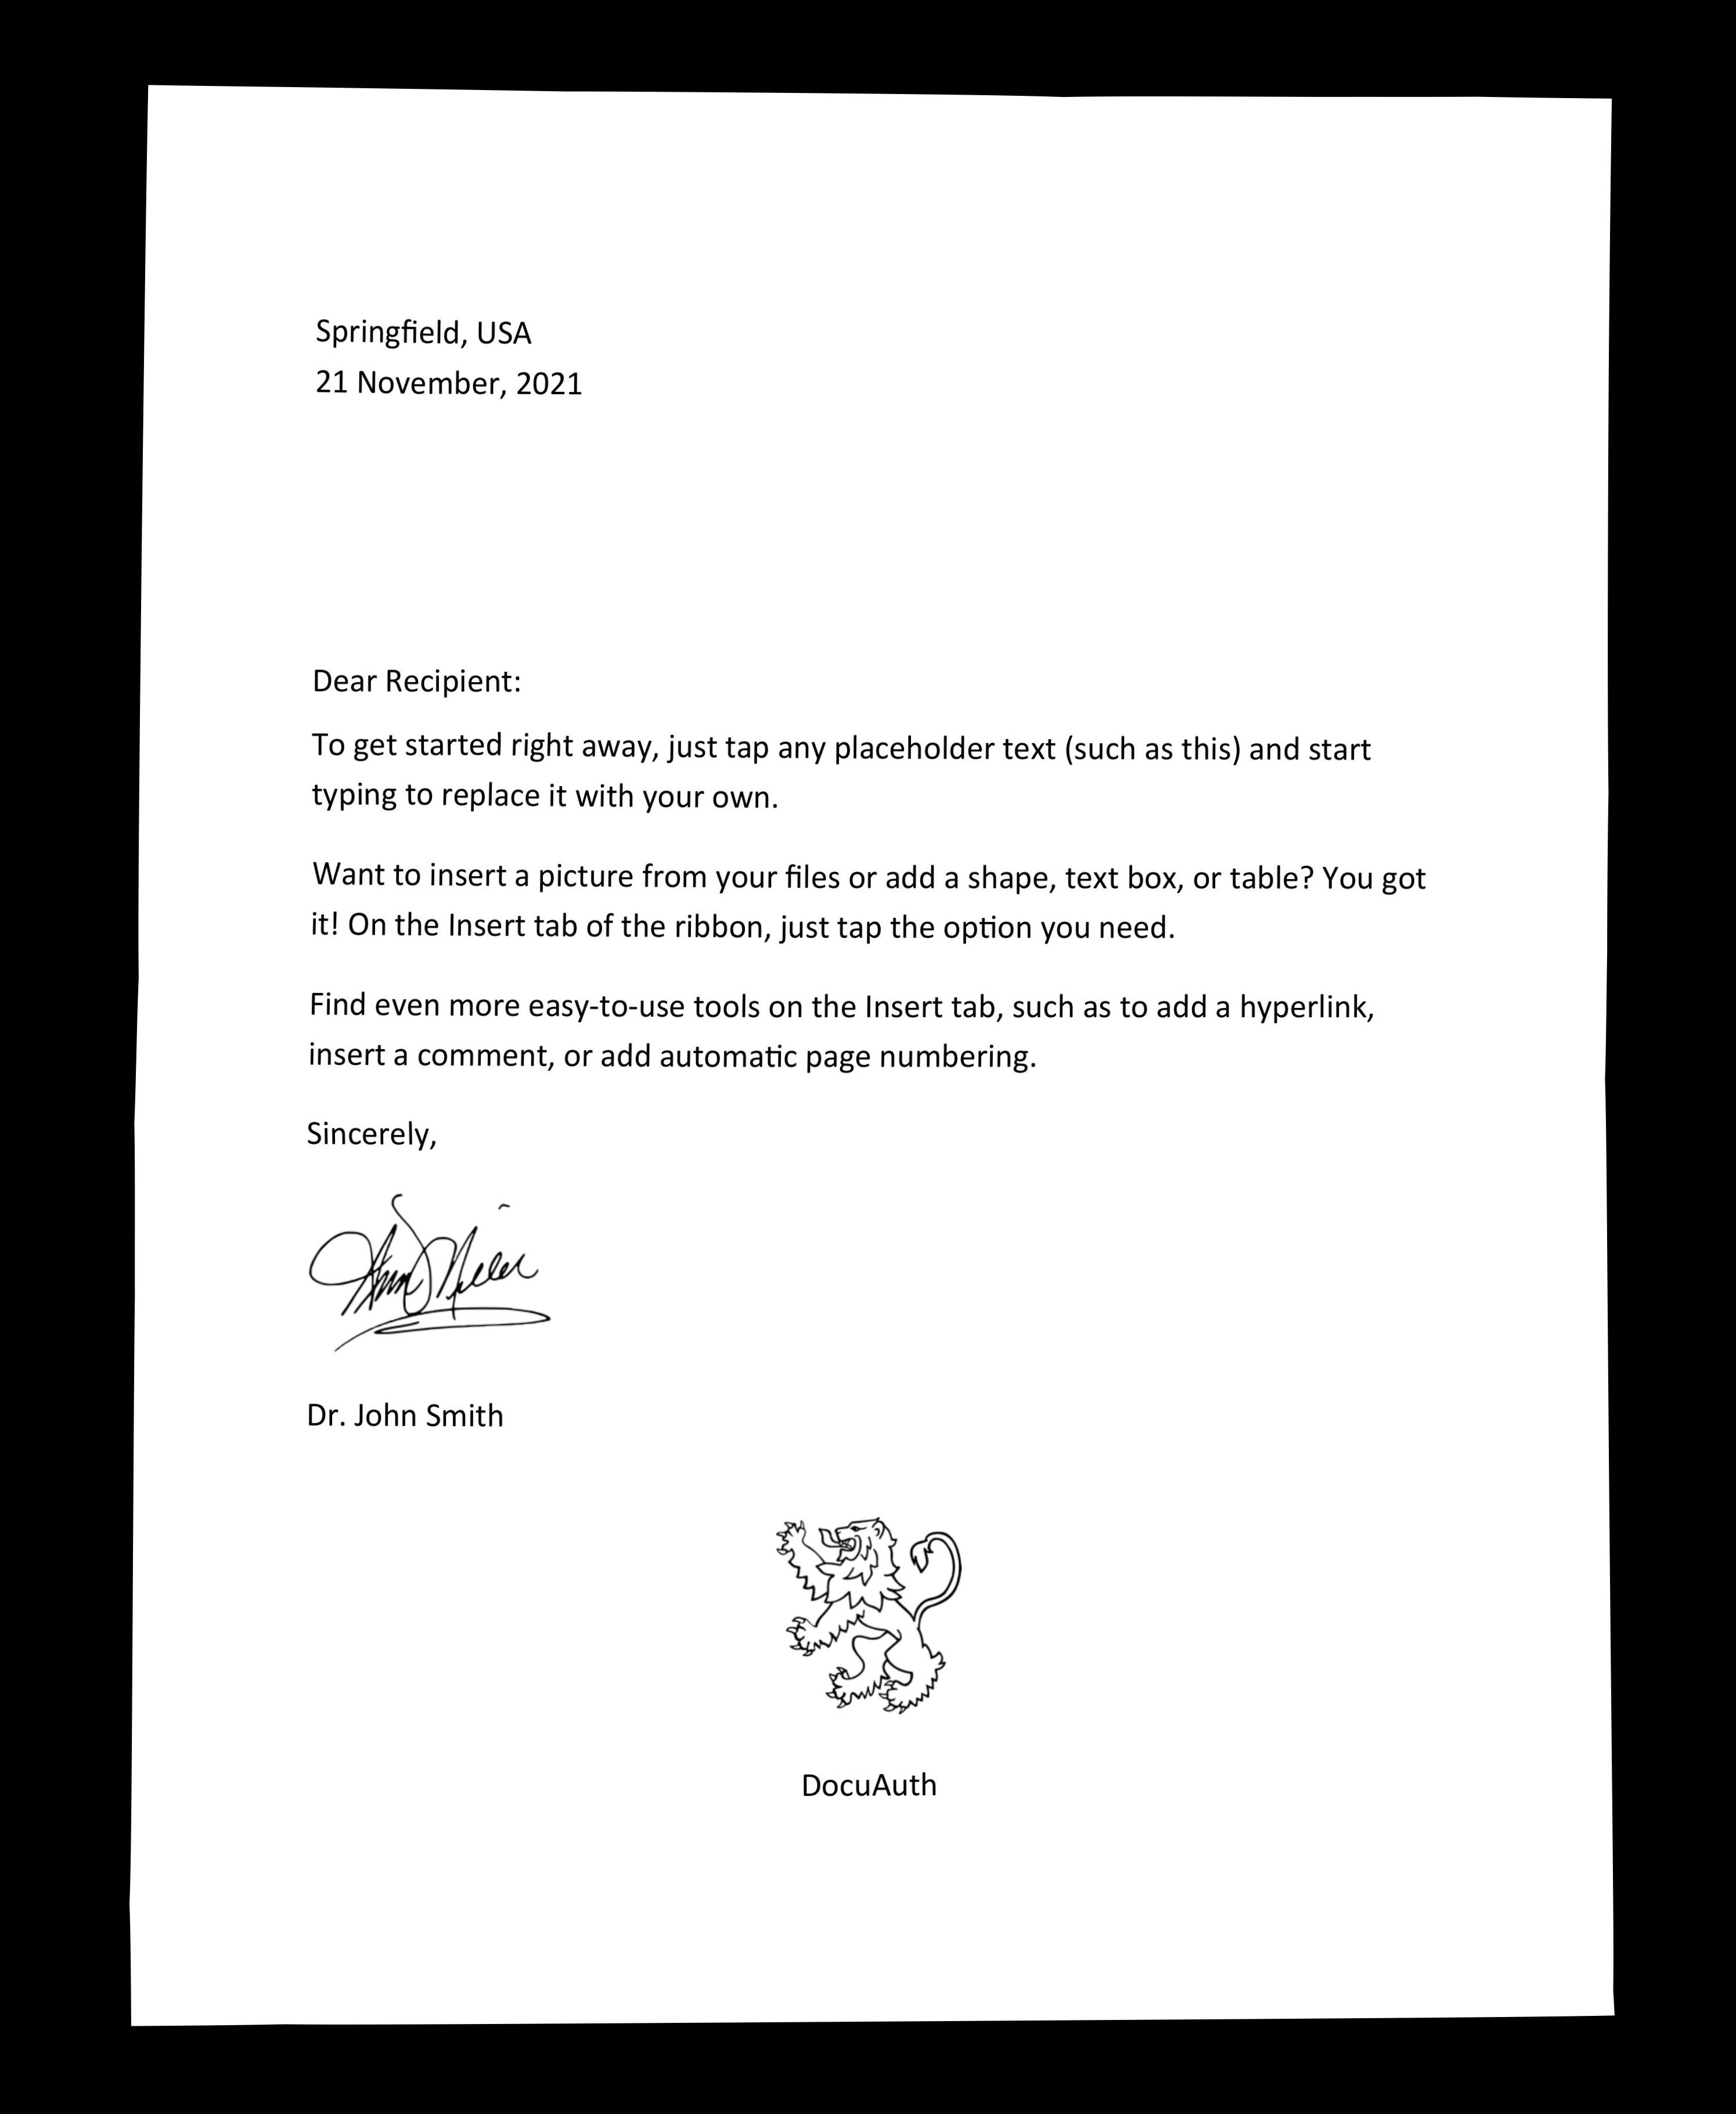 Springfield, USA
21 November, 2021
Dear Recipient:
To get started right away, just tap any placeholder text (such as this) and start
typing to replace it with your own.
Want to insert a picture from your files or add a shape, text box, or table? You got
it! On the Insert tab of the ribbon, just tap the option you need.
Find even more easy-to-use tools on the Insert tab, such as to add a hyperlink,
insert a comment, or add automatic page numbering.
Sincerely,
Dr. John Smith
DocuAuth